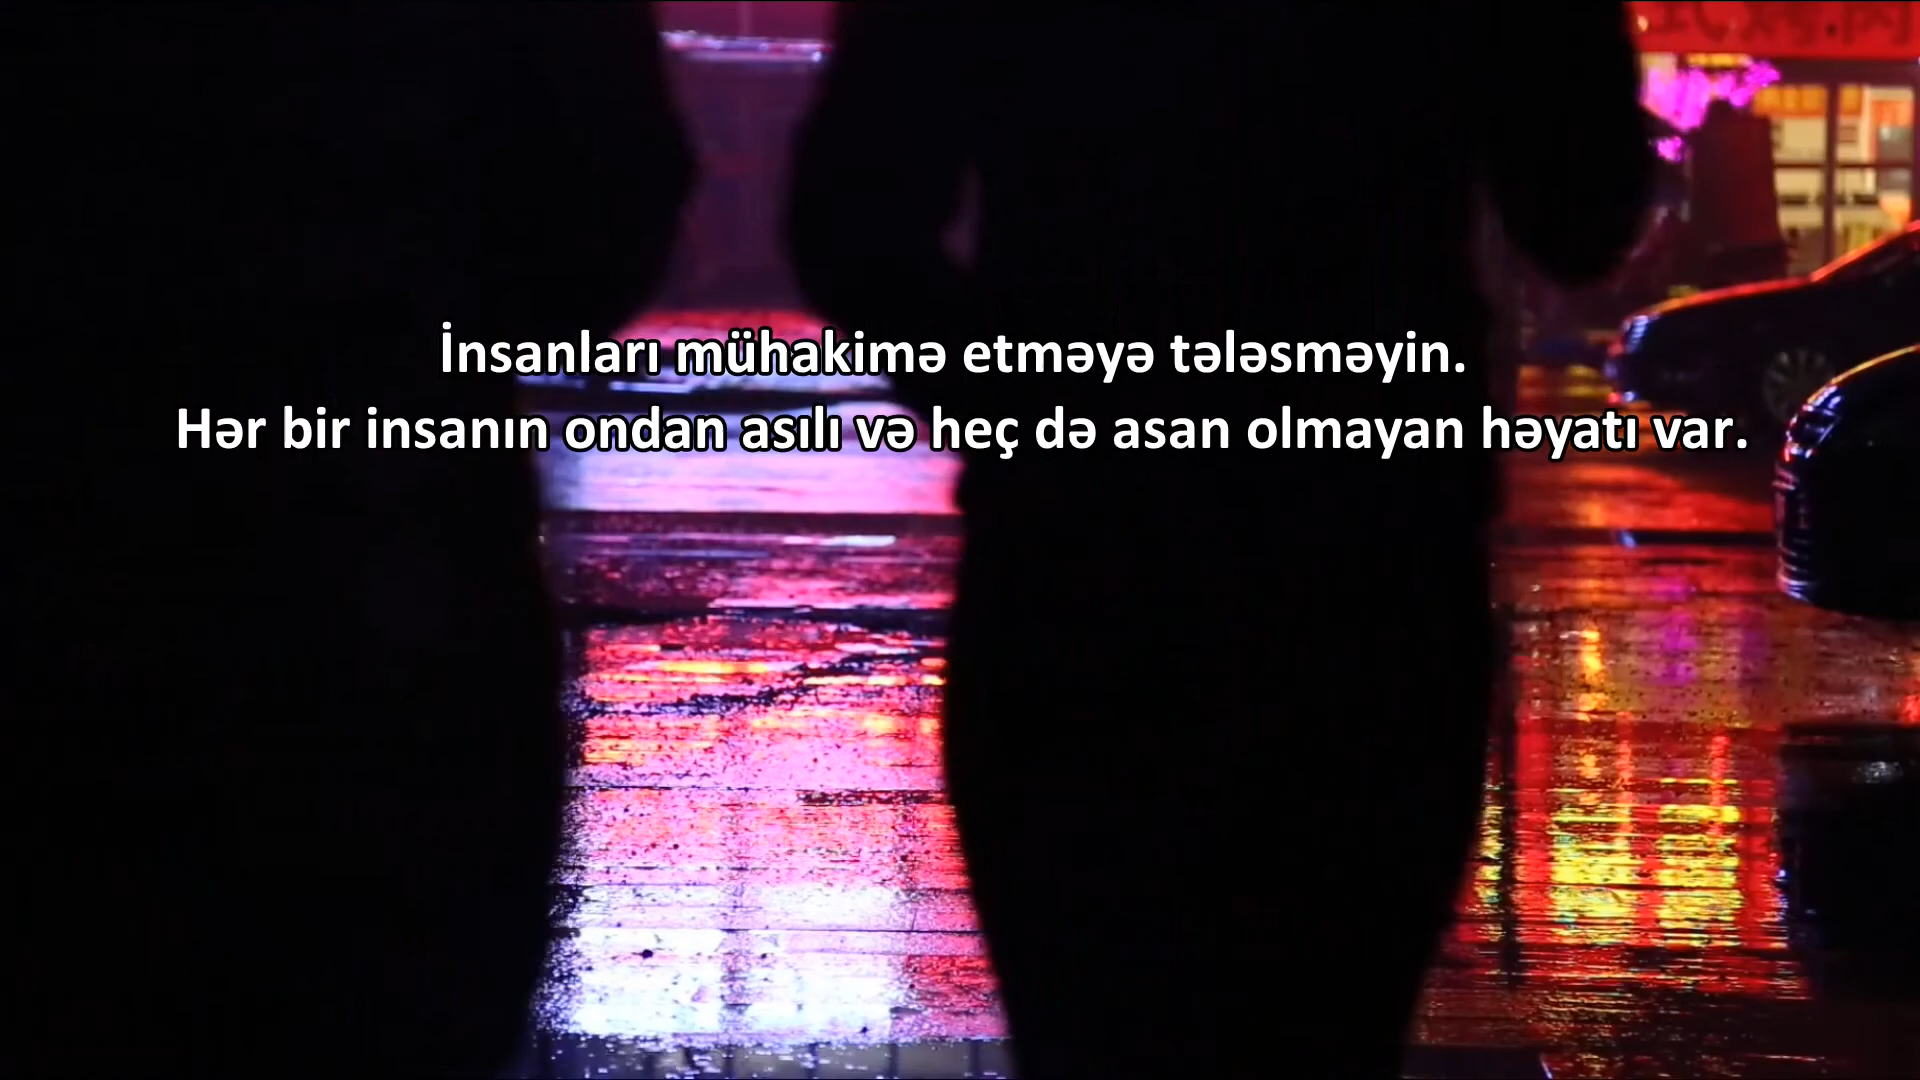 İnsanları mühakimə etməyə tələsməyin.
Hər bir insanın ondan asılı və heç də asan olmayan həyatı var.